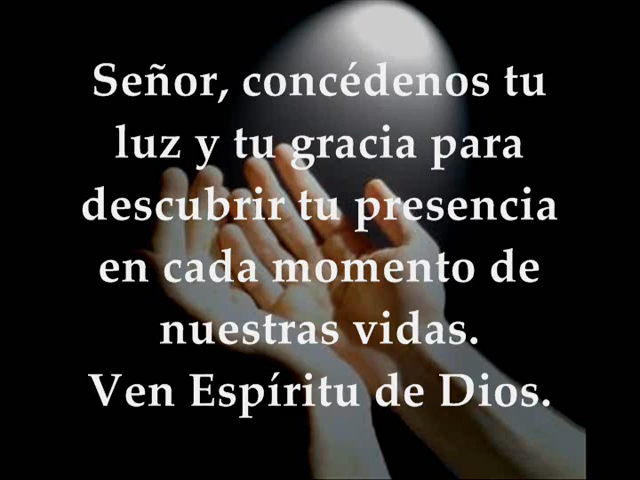 Señor, concédenos tu
luz y tu gracia para
descubrir tu presencia
en cada momento de
nuestras vidas.
Ven Espíritu de Dios.